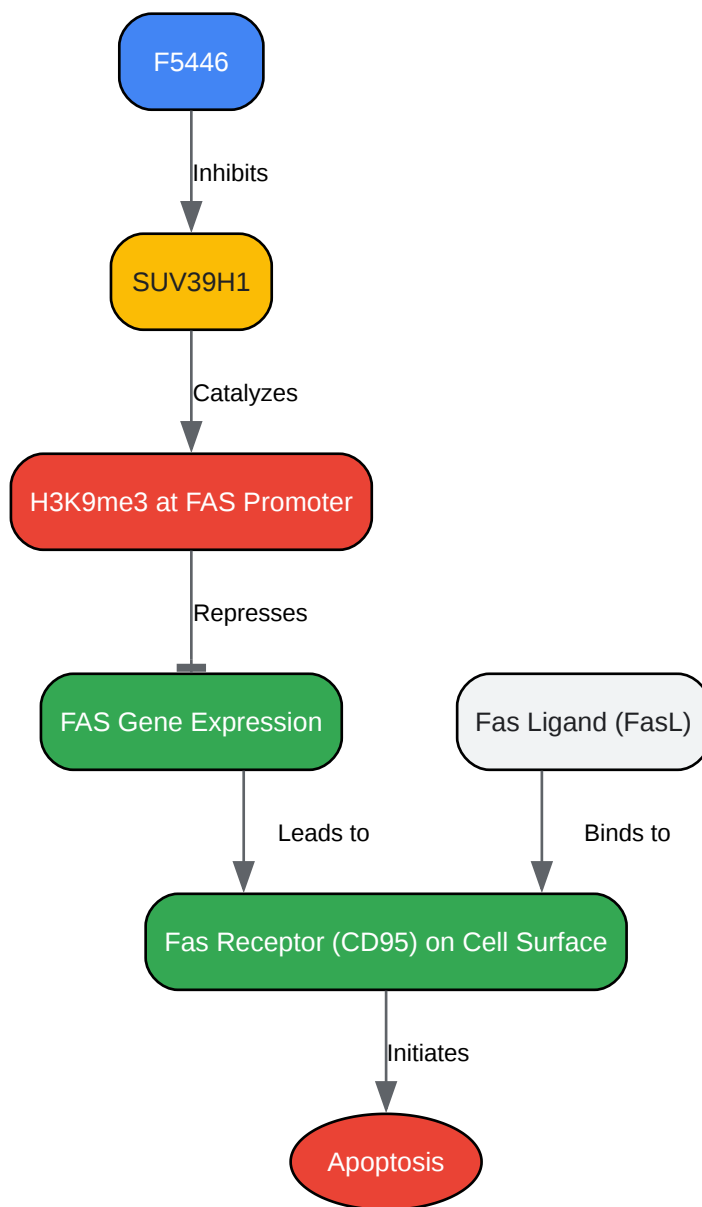 F5446
Inhibits
SUV39H1
Catalyzes
H3K9me3 at FAS Promoter
Represses
FAS Gene Expression
Fas Ligand (FasL)
Leads to
Binds to
Fas Receptor (CD95) on Cell Surface
Initiates
Apoptosis